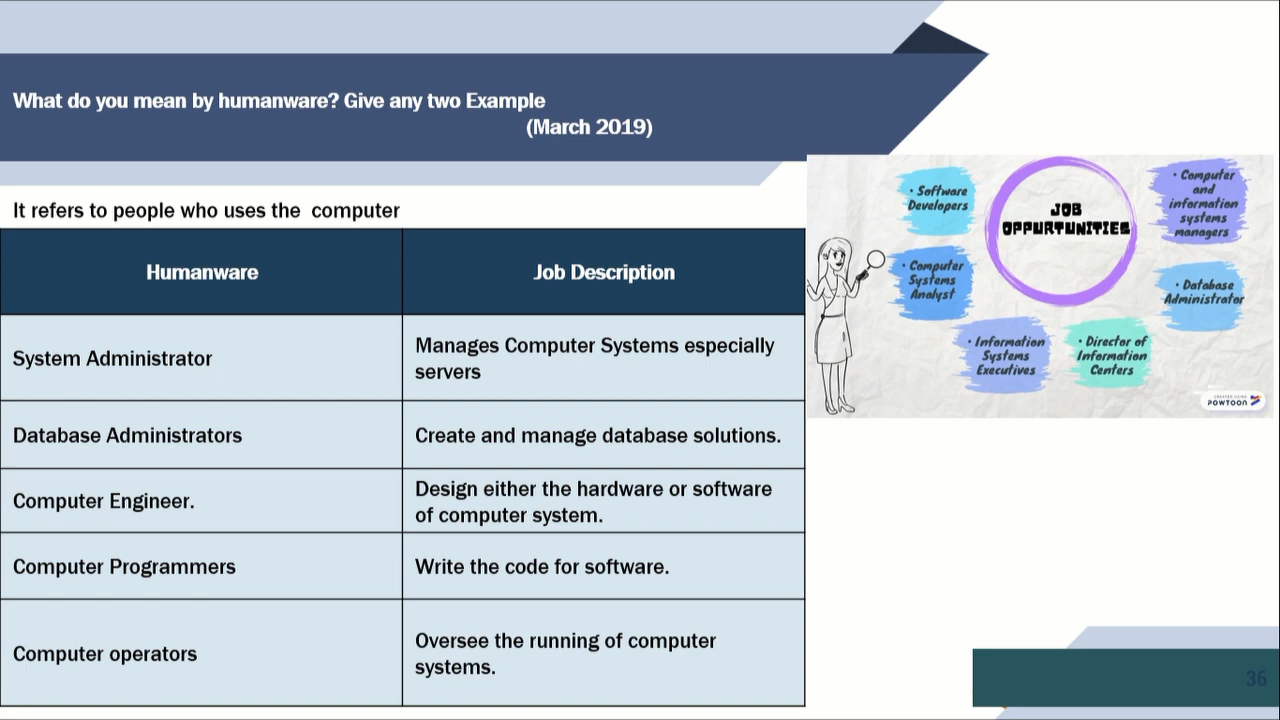 What do you mean by humanware? Give any two Example
(March 2019)
It refers to people who uses the computer
Humanware
Job Description
System Administrator
Manages Computer Systems especially
servers
Database Administrators
Create and manage database solutions.
Computer Engineer.
Design either the hardware or software
of computer system.
Computer Programmers
Write the code for software.
Computer operators
Oversee the running of computer
systems.
JOB
OPPURTUNITIES
• Software
Developers
• Computer
and
information
systems
managers
• Computer
Systems
Analyst
• Database
Administrator
• Information
Systems
Executives
• Director of
Information
Centers
CREATED USING
POWTOON
36